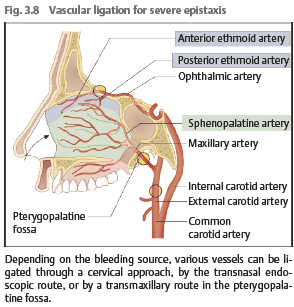 Fig. 3.8 Vascular ligation for severe epistaxis
Anterior ethmoid artery
Posterior ethmoid artery
Ophthalmic artery
Sphenopalatine artery
Maxillary artery
Internal carotid artery
External carotid artery
Common
carotid artery
Pterygopalatine
fossa
Depending on the bleeding source, various vessels can be li-
gated through a cervical approach, by the transnasal endo-
scopic route, or by a transmaxillary route in the pterygopala-
tine fossa.